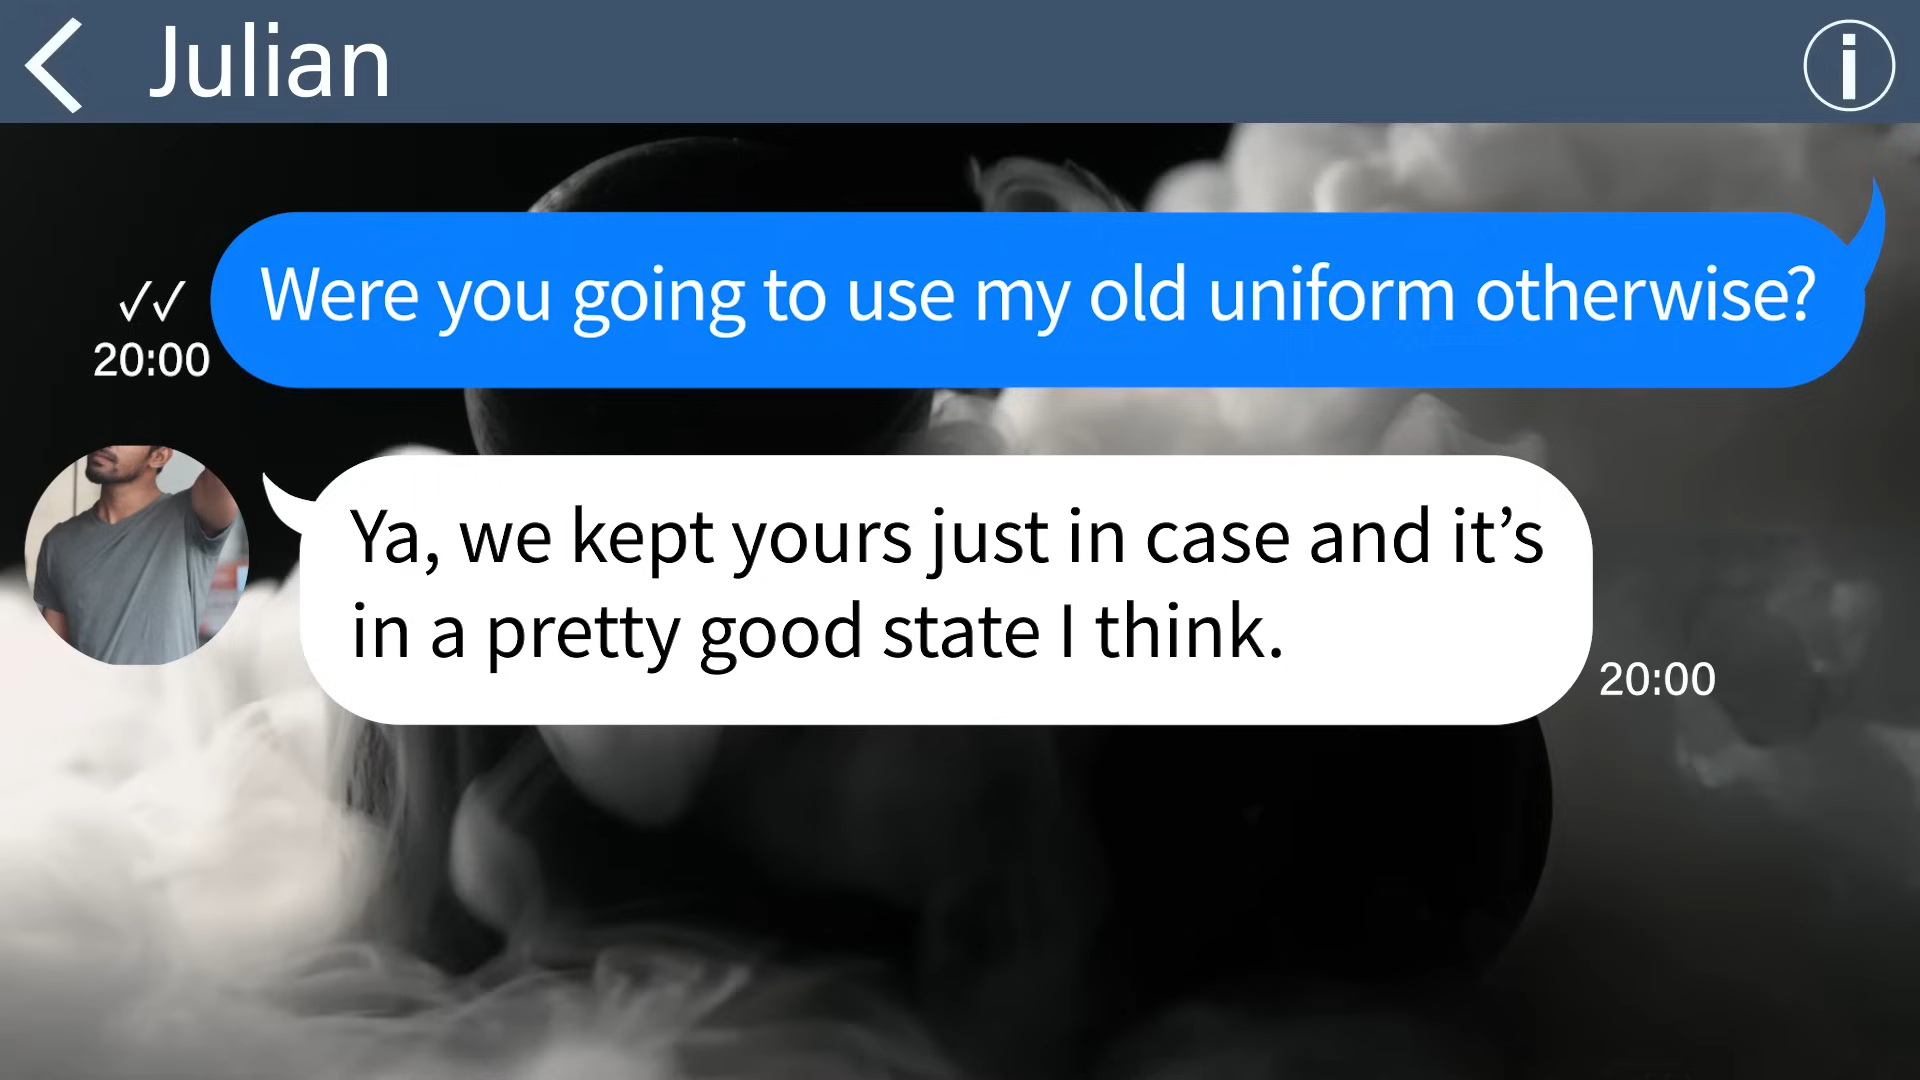 Julian
Were you going to use my old uniform otherwise?
20:00
Ya, we kept yours just in case and it’s
in a pretty good state I think.
20:00